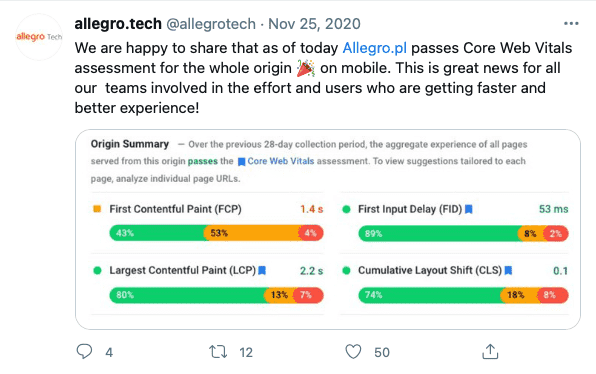 allegro Tech
allegro.tech @allegrotech · Nov 25, 2020
We are happy to share that as of today Allegro.pl passes Core Web Vitals
assessment for the whole origin 🎉 on mobile. This is great news for all
our teams involved in the effort and users who are getting faster and
better experience!
Origin Summary — Over the previous 28-day collection period, the aggregate experience of all pages
served from this origin passes the Core Web Vitals assessment. To view suggestions tailored to each
page, analyze individual page URLs.
First Contentful Paint (FCP) 1.4 s
43% 53% 4%
First Input Delay (FID) 53 ms
89% 8% 2%
Largest Contentful Paint (LCP) 2.2 s
80% 13% 7%
Cumulative Layout Shift (CLS) 0.1
74% 18% 8%
4 12 50